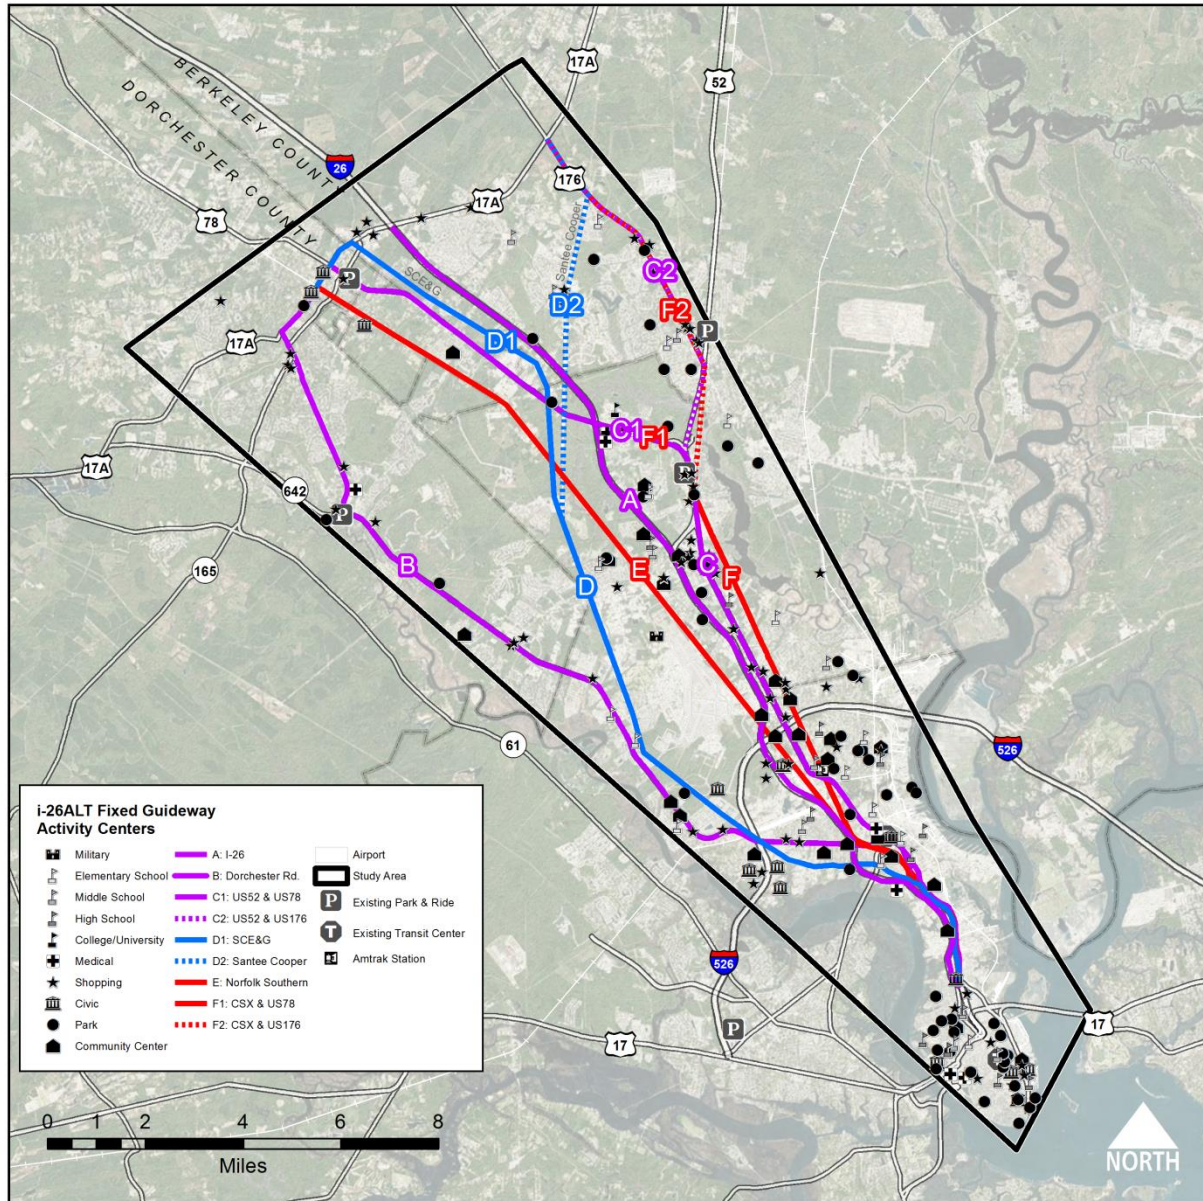 17A
52
BERKELEY COUNTY
DORCHESTER COUNTY
26
176
17A
78
Santee Cooper
SCE&G
P
C2
D2
F2
P
17A
D1
C1
F1
17A
P
642
A
P
B
E
C
F
165
D
61
526
i-26ALT Fixed Guideway
Activity Centers
Military
Elementary School
Middle School
High School
College/University
Medical
Shopping
Civic
Park
Community Center
A: I-26
B: Dorchester Rd.
C1: US52 & US78
C2: US52 & US176
D1: SCE&G
D2: Santee Cooper
E: Norfolk Southern
F1: CSX & US78
F2: CSX & US176
Airport
Study Area
P Existing Park & Ride
T Existing Transit Center
Amtrak Station
526
17
P
17
0 1 2 4 6 8
Miles
NORTH